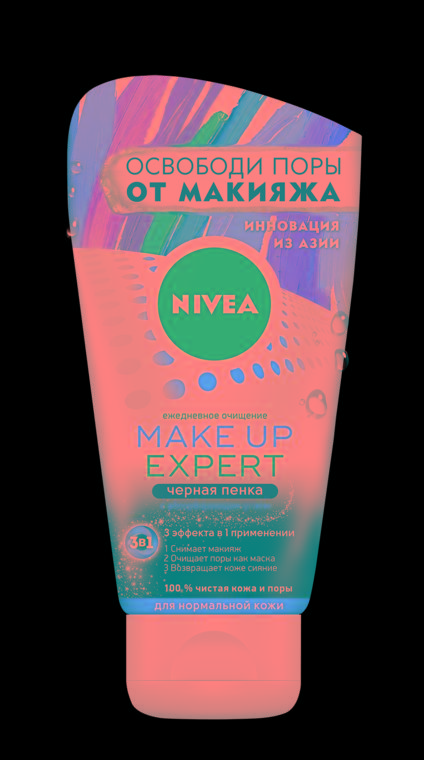 ОСВОБОДИ ПОРЫ
ОТ МАКИЯЖА
ИННОВАЦИЯ
ИЗ АЗИИ
NIVEA
ежедневное очищение
MAKE UP
EXPERT
черная пенка
3в1
3 эффекта в 1 применении
1 Снимает макияж
2 Очищает поры как маска
3 Возвращает коже сияние
100,% чистая кожа и поры
для нормальной кожи